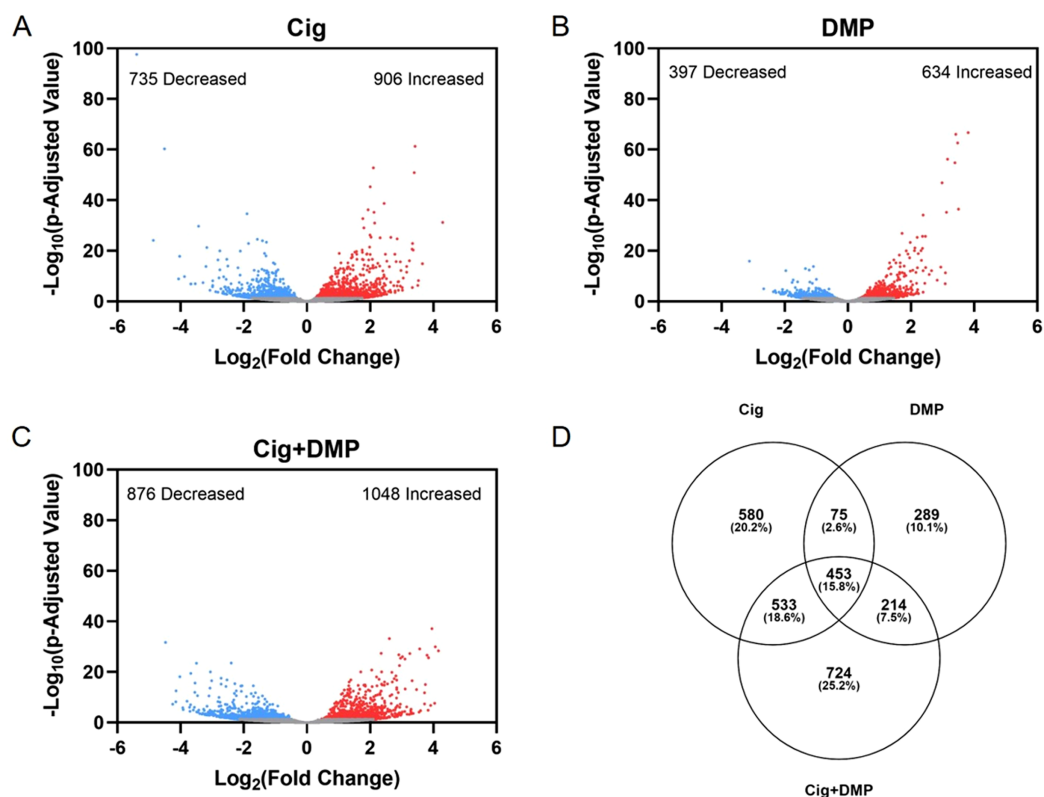 A
Cig
735 Decreased
906 Increased
-Log10(p-Adjusted Value)
100
80
60
40
20
0
-6
-4
-2
0
2
4
6
Log2(Fold Change)
B
DMP
397 Decreased
634 Increased
-Log10(p-Adjusted Value)
100
80
60
40
20
0
-6
-4
-2
0
2
4
6
Log2(Fold Change)
C
Cig+DMP
876 Decreased
1048 Increased
-Log10(p-Adjusted Value)
100
80
60
40
20
0
-6
-4
-2
0
2
4
6
Log2(Fold Change)
D
Cig
DMP
580
(20.2%)
75
(2.6%)
289
(10.1%)
453
(15.8%)
533
(18.6%)
214
(7.5%)
724
(25.2%)
Cig+DMP